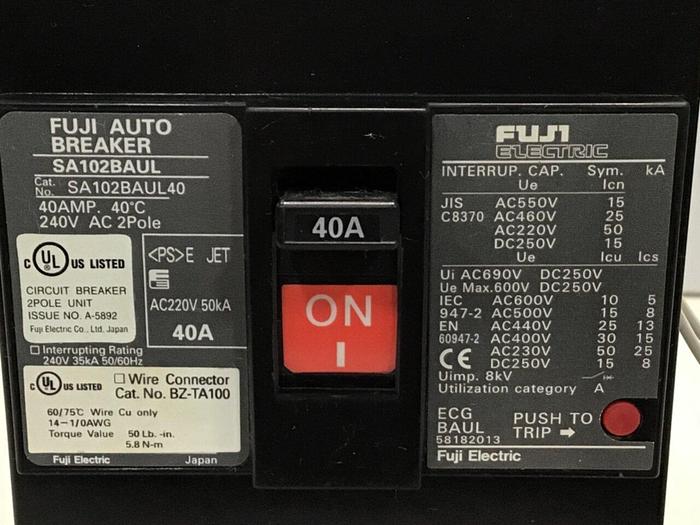 FUJI AUTO
BREAKER
SA102BAUL
Cat.
No. SA102BAUL40
40AMP. 40°C
240V AC 2Pole
C UL US LISTED
CIRCUIT BREAKER
2POLE UNIT
ISSUE NO. A-5892
Fuji Electric Co., Ltd. Japan
<PS>E JET
AC220V 50kA
40A
Interrupting Rating
240V 35kA 50/60Hz
C UL US LISTED
Wire Connector
Cat. No. BZ-TA100
60/75℃ Wire Cu only
14-1/0AWG
Torque Value 50 Lb.-in.
5.8 N-m
Fuji Electric Japan
40A
ON
I
FUJI
ELECTRIC
INTERRUP. CAP. Sym. kA
Ue Icn
JIS AC550V 15
C8370 AC460V 25
AC220V 50
DC250V 15
Ue Icu Ics
Ui AC690V DC250V
Ue Max.600V DC250V
IEC AC600V 10 5
947-2 AC500V 15 8
EN AC440V 25 13
60947-2 AC400V 30 15
CE AC230V 50 25
DC250V 15 8
Uimp. 8kV
Utilization category A
ECG
BAUL
58182013
PUSH TO
TRIP ➡
Fuji Electric